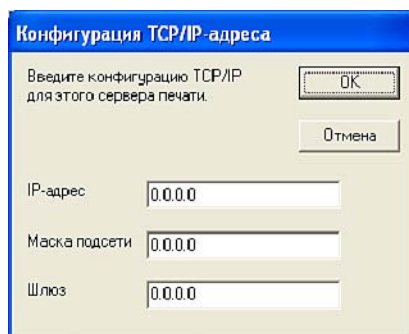 Конфигурация TCP/IP-адреса
Введите конфигурацию TCP/IP
для этого сервера печати.
OK
Отмена
IP-адрес 0.0.0.0
Маска подсети 0.0.0.0
Шлюз 0.0.0.0